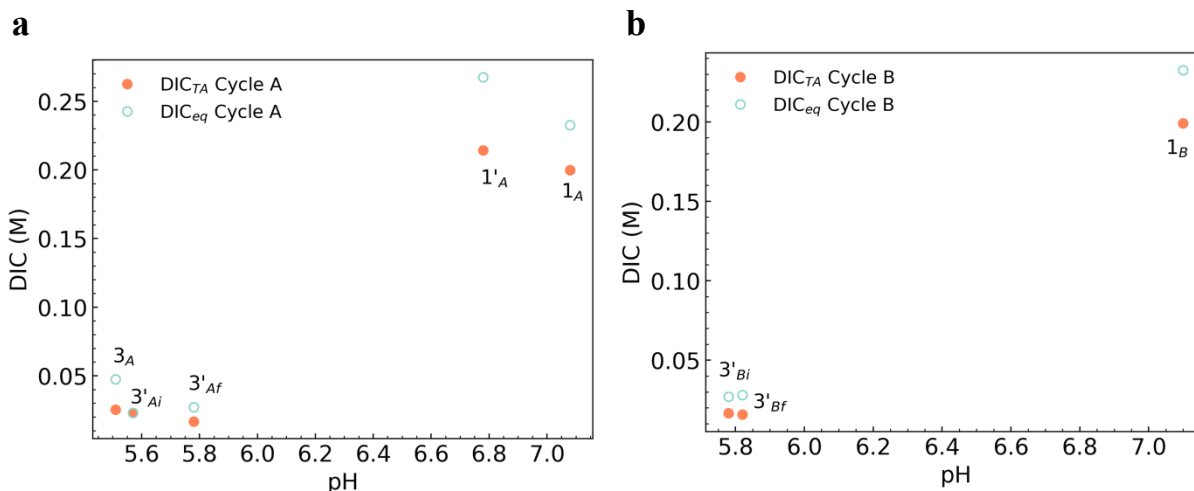 a
DIC_TA Cycle A
DIC_eq Cycle A
0.25
0.20
0.15
0.10
0.05
DIC (M)
1'_A
1_A
3_A
3'_Ai
3'_Af
5.6 5.8 6.0 6.2 6.4 6.6 6.8 7.0
pH
b
DIC_TA Cycle B
DIC_eq Cycle B
0.20
0.15
0.10
0.05
DIC (M)
1_B
3'_Bi
3'_Bf
5.8 6.0 6.2 6.4 6.6 6.8 7.0
pH